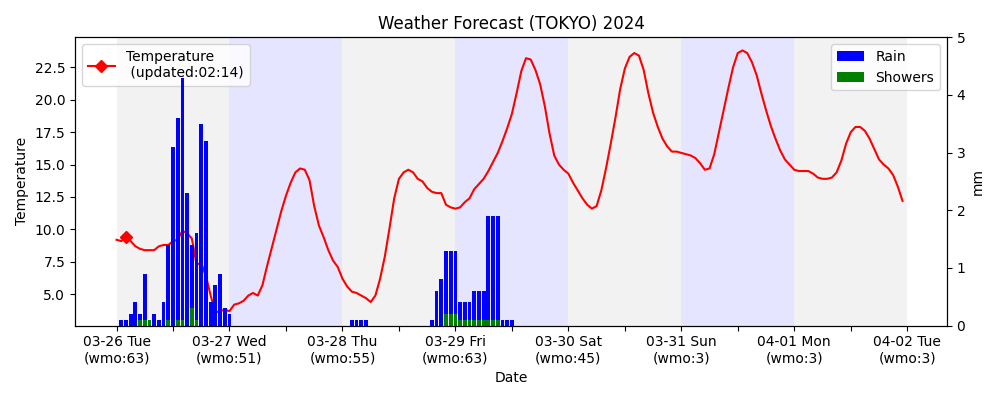 Weather Forecast (TOKYO) 2024
Temperature
(updated:02:14)
Rain
Showers
22.5
20.0
17.5
15.0
12.5
10.0
7.5
5.0
Temperature
5
4
3
2
1
0
mm
03-26 Tue
(wmo:63)
03-27 Wed
(wmo:51)
03-28 Thu
(wmo:55)
03-29 Fri
(wmo:63)
03-30 Sat
(wmo:45)
03-31 Sun
(wmo:3)
04-01 Mon
(wmo:3)
04-02 Tue
(wmo:3)
Date